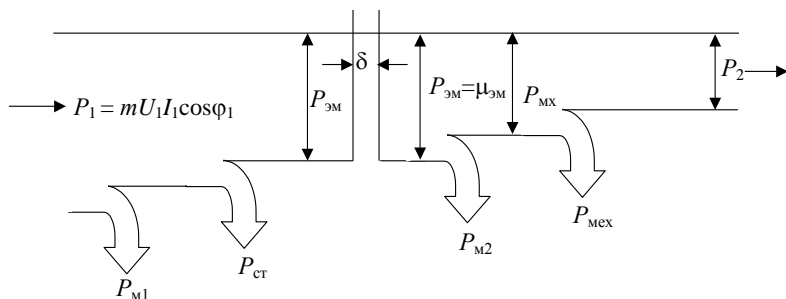 δ
P₂
Pэм
Pэм=μэм
Pмх
P₁ = mU₁I₁cosφ₁
Pмех
Pм2
Pст
Pм1